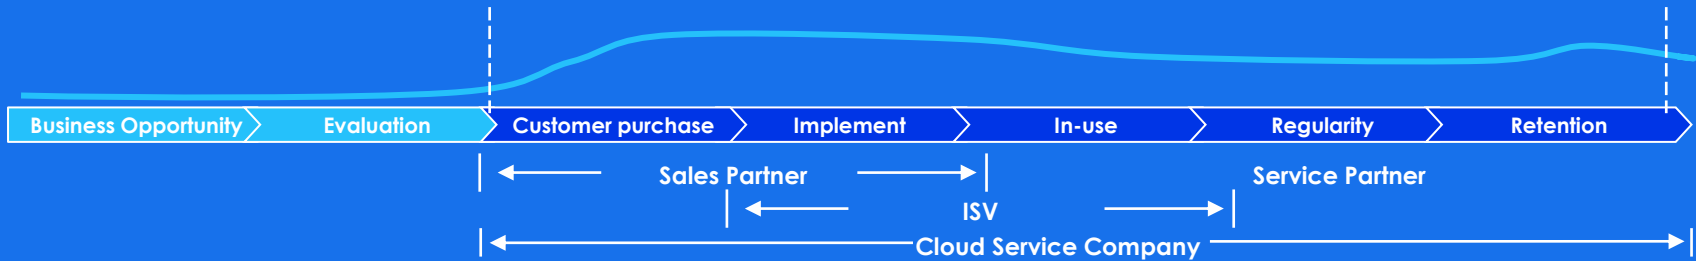 Business Opportunity
Evaluation
Customer purchase
Implement
In-use
Regularity
Retention
Sales Partner
Service Partner
ISV
Cloud Service Company